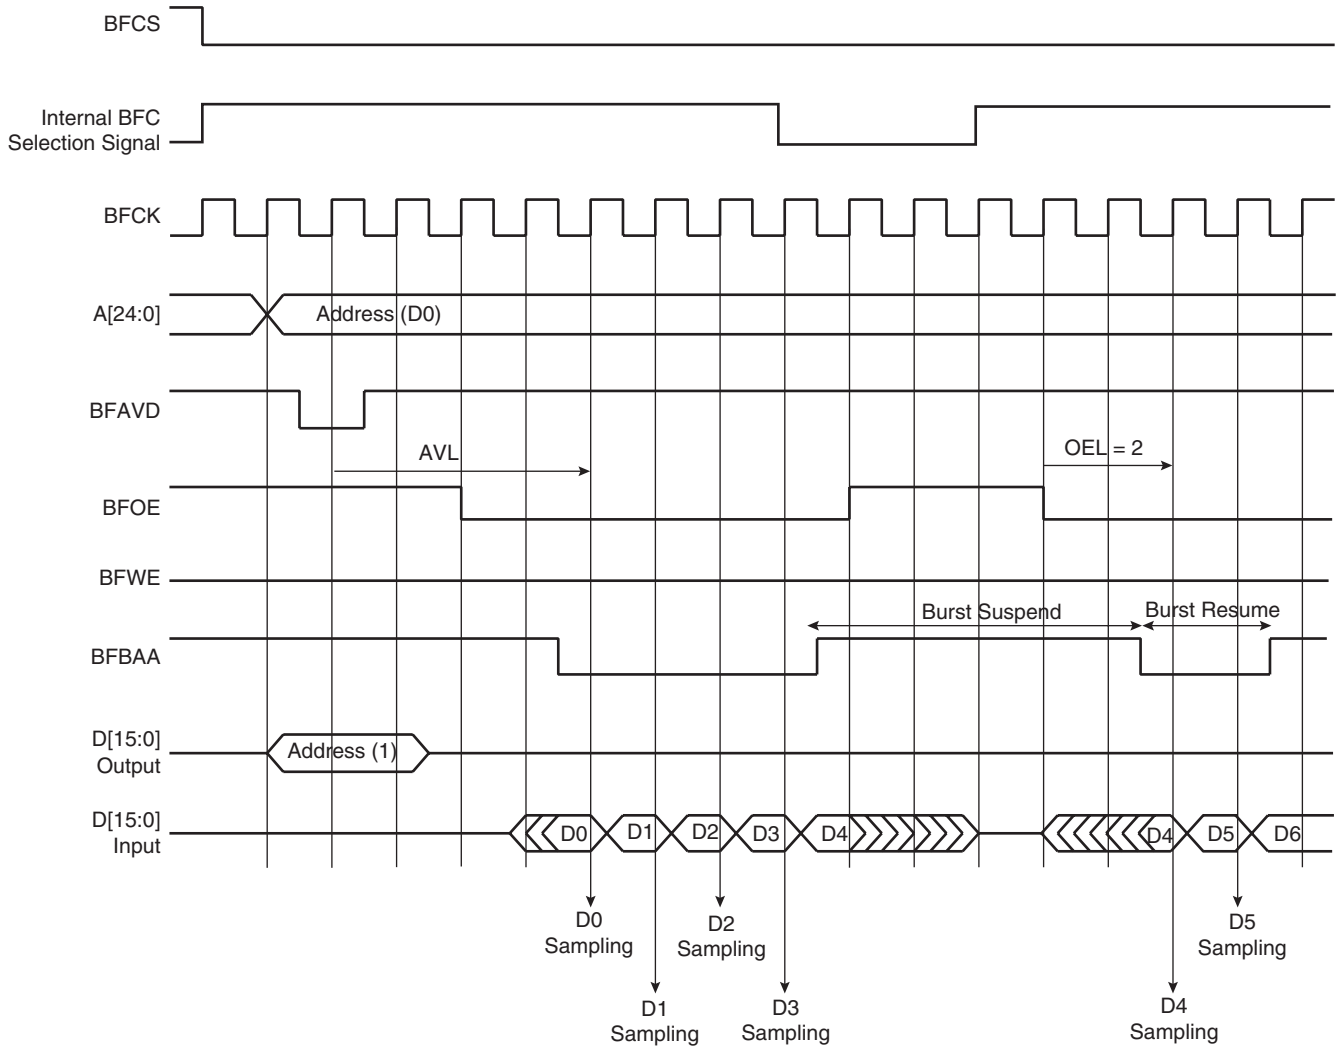 BFCS
Internal BFC
Selection Signal
BFCK
A[24:0]
Address (D0)
BFAVD
AVL
OEL = 2
BFOE
BFWE
Burst Suspend
Burst Resume
BFBAA
D[15:0]
Output
Address (1)
D[15:0]
Input
D0
D1
D2
D3
D4
D4
D5
D6
D0
Sampling
D2
Sampling
D5
Sampling
D1
Sampling
D3
Sampling
D4
Sampling